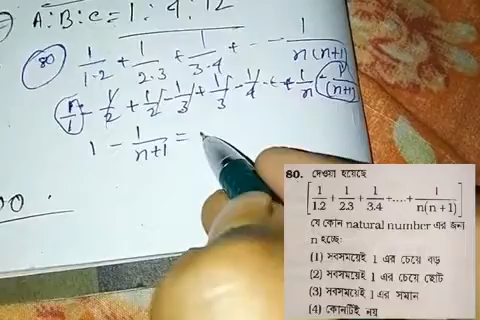 A:B:C=1:4:12
80) 1/1·2 + 1/2·3 + 1/3·4 + - - 1/n(n+1)
1/1 - 1/2 + 1/2 - 1/3 + 1/3 - 1/4 - - + 1/n - 1/(n+1)
1 - 1/n+1 =
80. দেওয়া হয়েছে
[1/1.2 + 1/2.3 + 1/3.4 +....+ 1/n(n+1)]
যে কোন natural number এর জন্য
n হচ্ছে:
(1) সবসময়েই 1 এর চেয়ে বড়
(2) সবসময়েই 1 এর চেয়ে ছোট
(3) সবসময়েই 1 এর সমান
(4) কোনটিই নয়